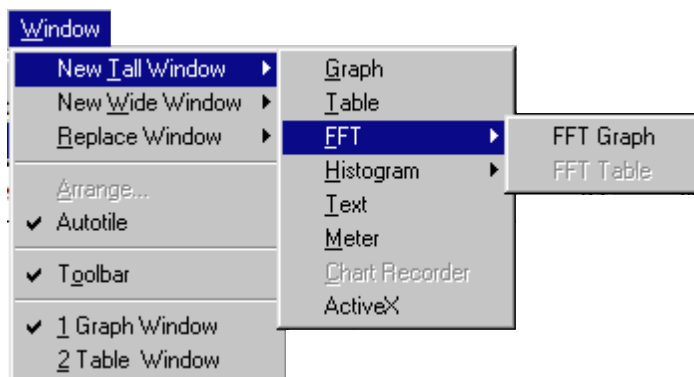 Window
New Tall Window
New Wide Window
Replace Window
Arrange...
Autotile
Toolbar
1 Graph Window
2 Table Window
Graph
Table
FFT
Histogram
Text
Meter
Chart Recorder
ActiveX
FFT Graph
FFT Table